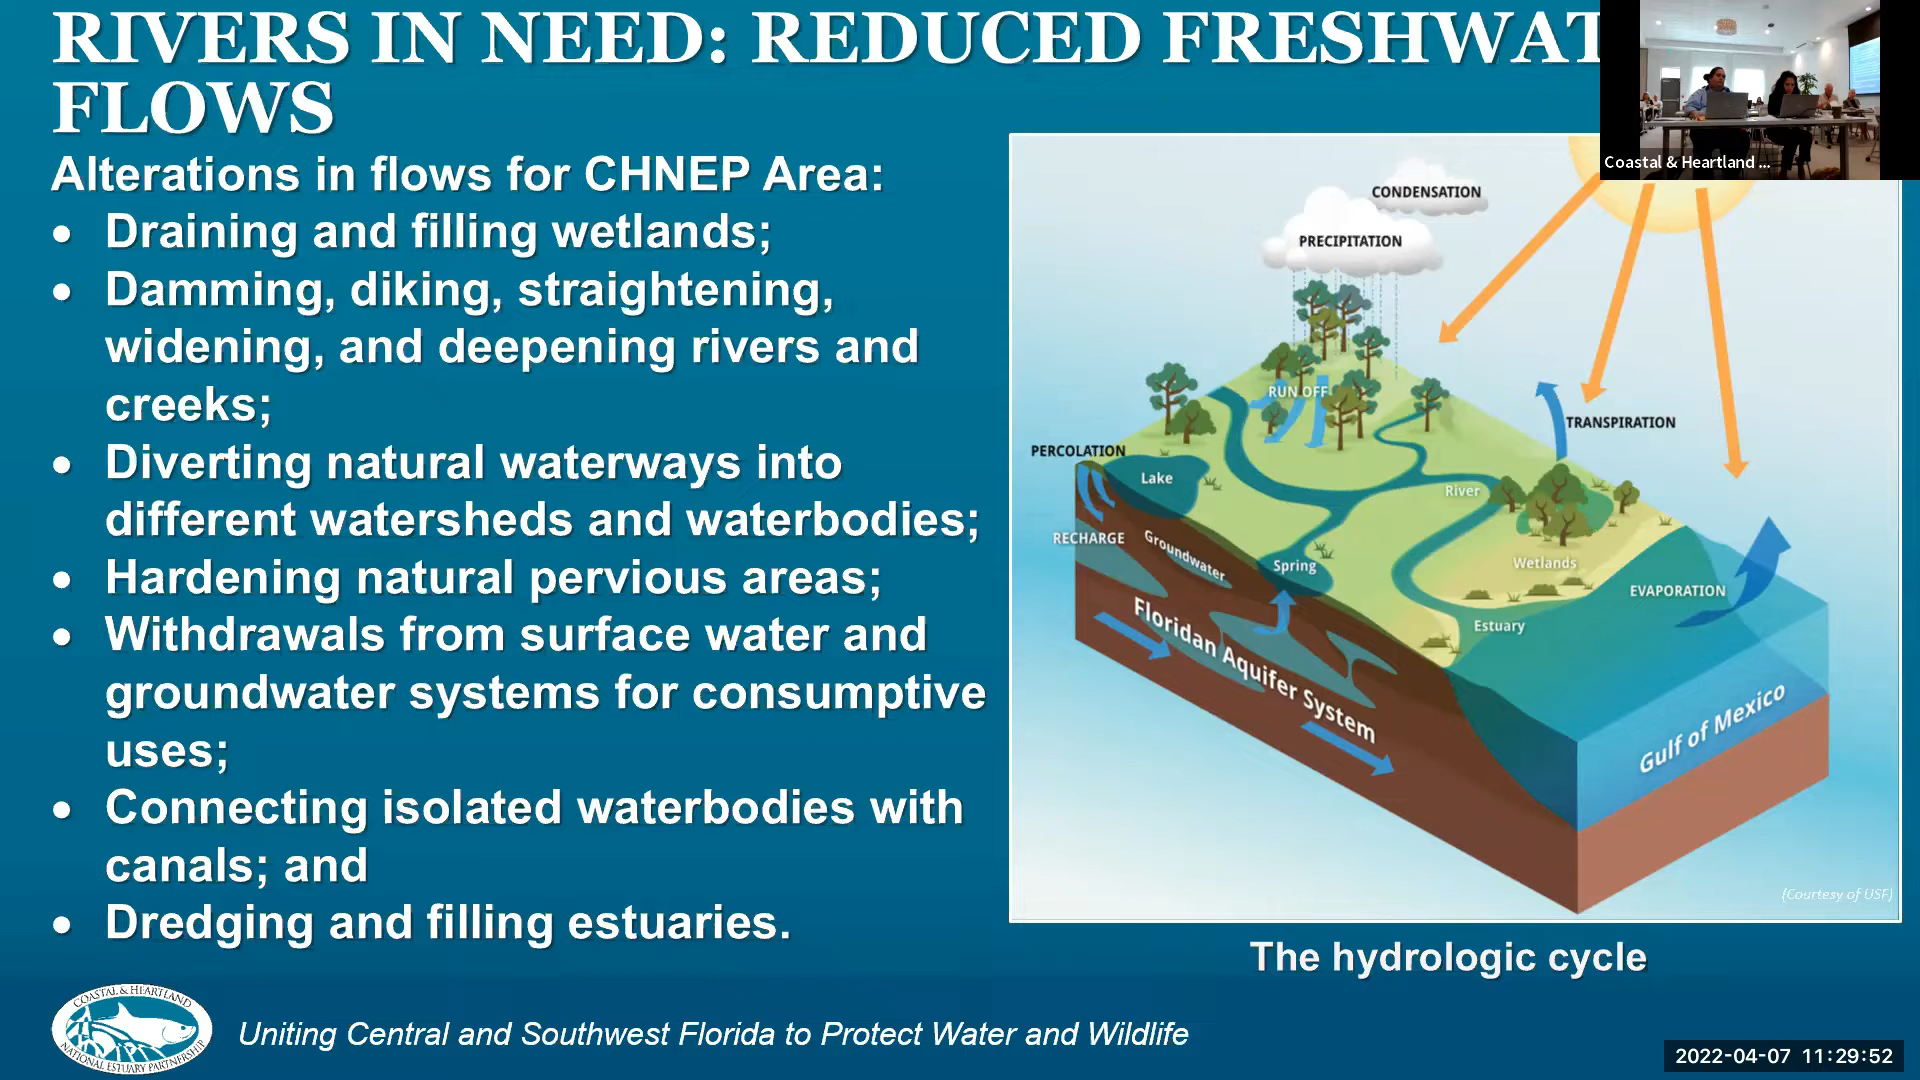 RIVERS IN NEED: REDUCED FRESHWAT
FLOWS
Alterations in flows for CHNEP Area:
• Draining and filling wetlands;
• Damming, diking, straightening,
widening, and deepening rivers and
creeks;
• Diverting natural waterways into
different watersheds and waterbodies;
• Hardening natural pervious areas;
• Withdrawals from surface water and
groundwater systems for consumptive
uses;
• Connecting isolated waterbodies with
canals; and
• Dredging and filling estuaries.
Coastal & Heartland ...
CONDENSATION
PRECIPITATION
RUN OFF
TRANSPIRATION
PERCOLATION
Lake
River
RECHARGE
Groundwater
Spring
Wetlands
EVAPORATION
Estuary
Floridan Aquifer System
Gulf of Mexico
(Courtesy of USF)
The hydrologic cycle
COASTAL & HEARTLAND
NATIONAL ESTUARY PARTNERSHIP
Uniting Central and Southwest Florida to Protect Water and Wildlife
2022-04-07 11:29:52